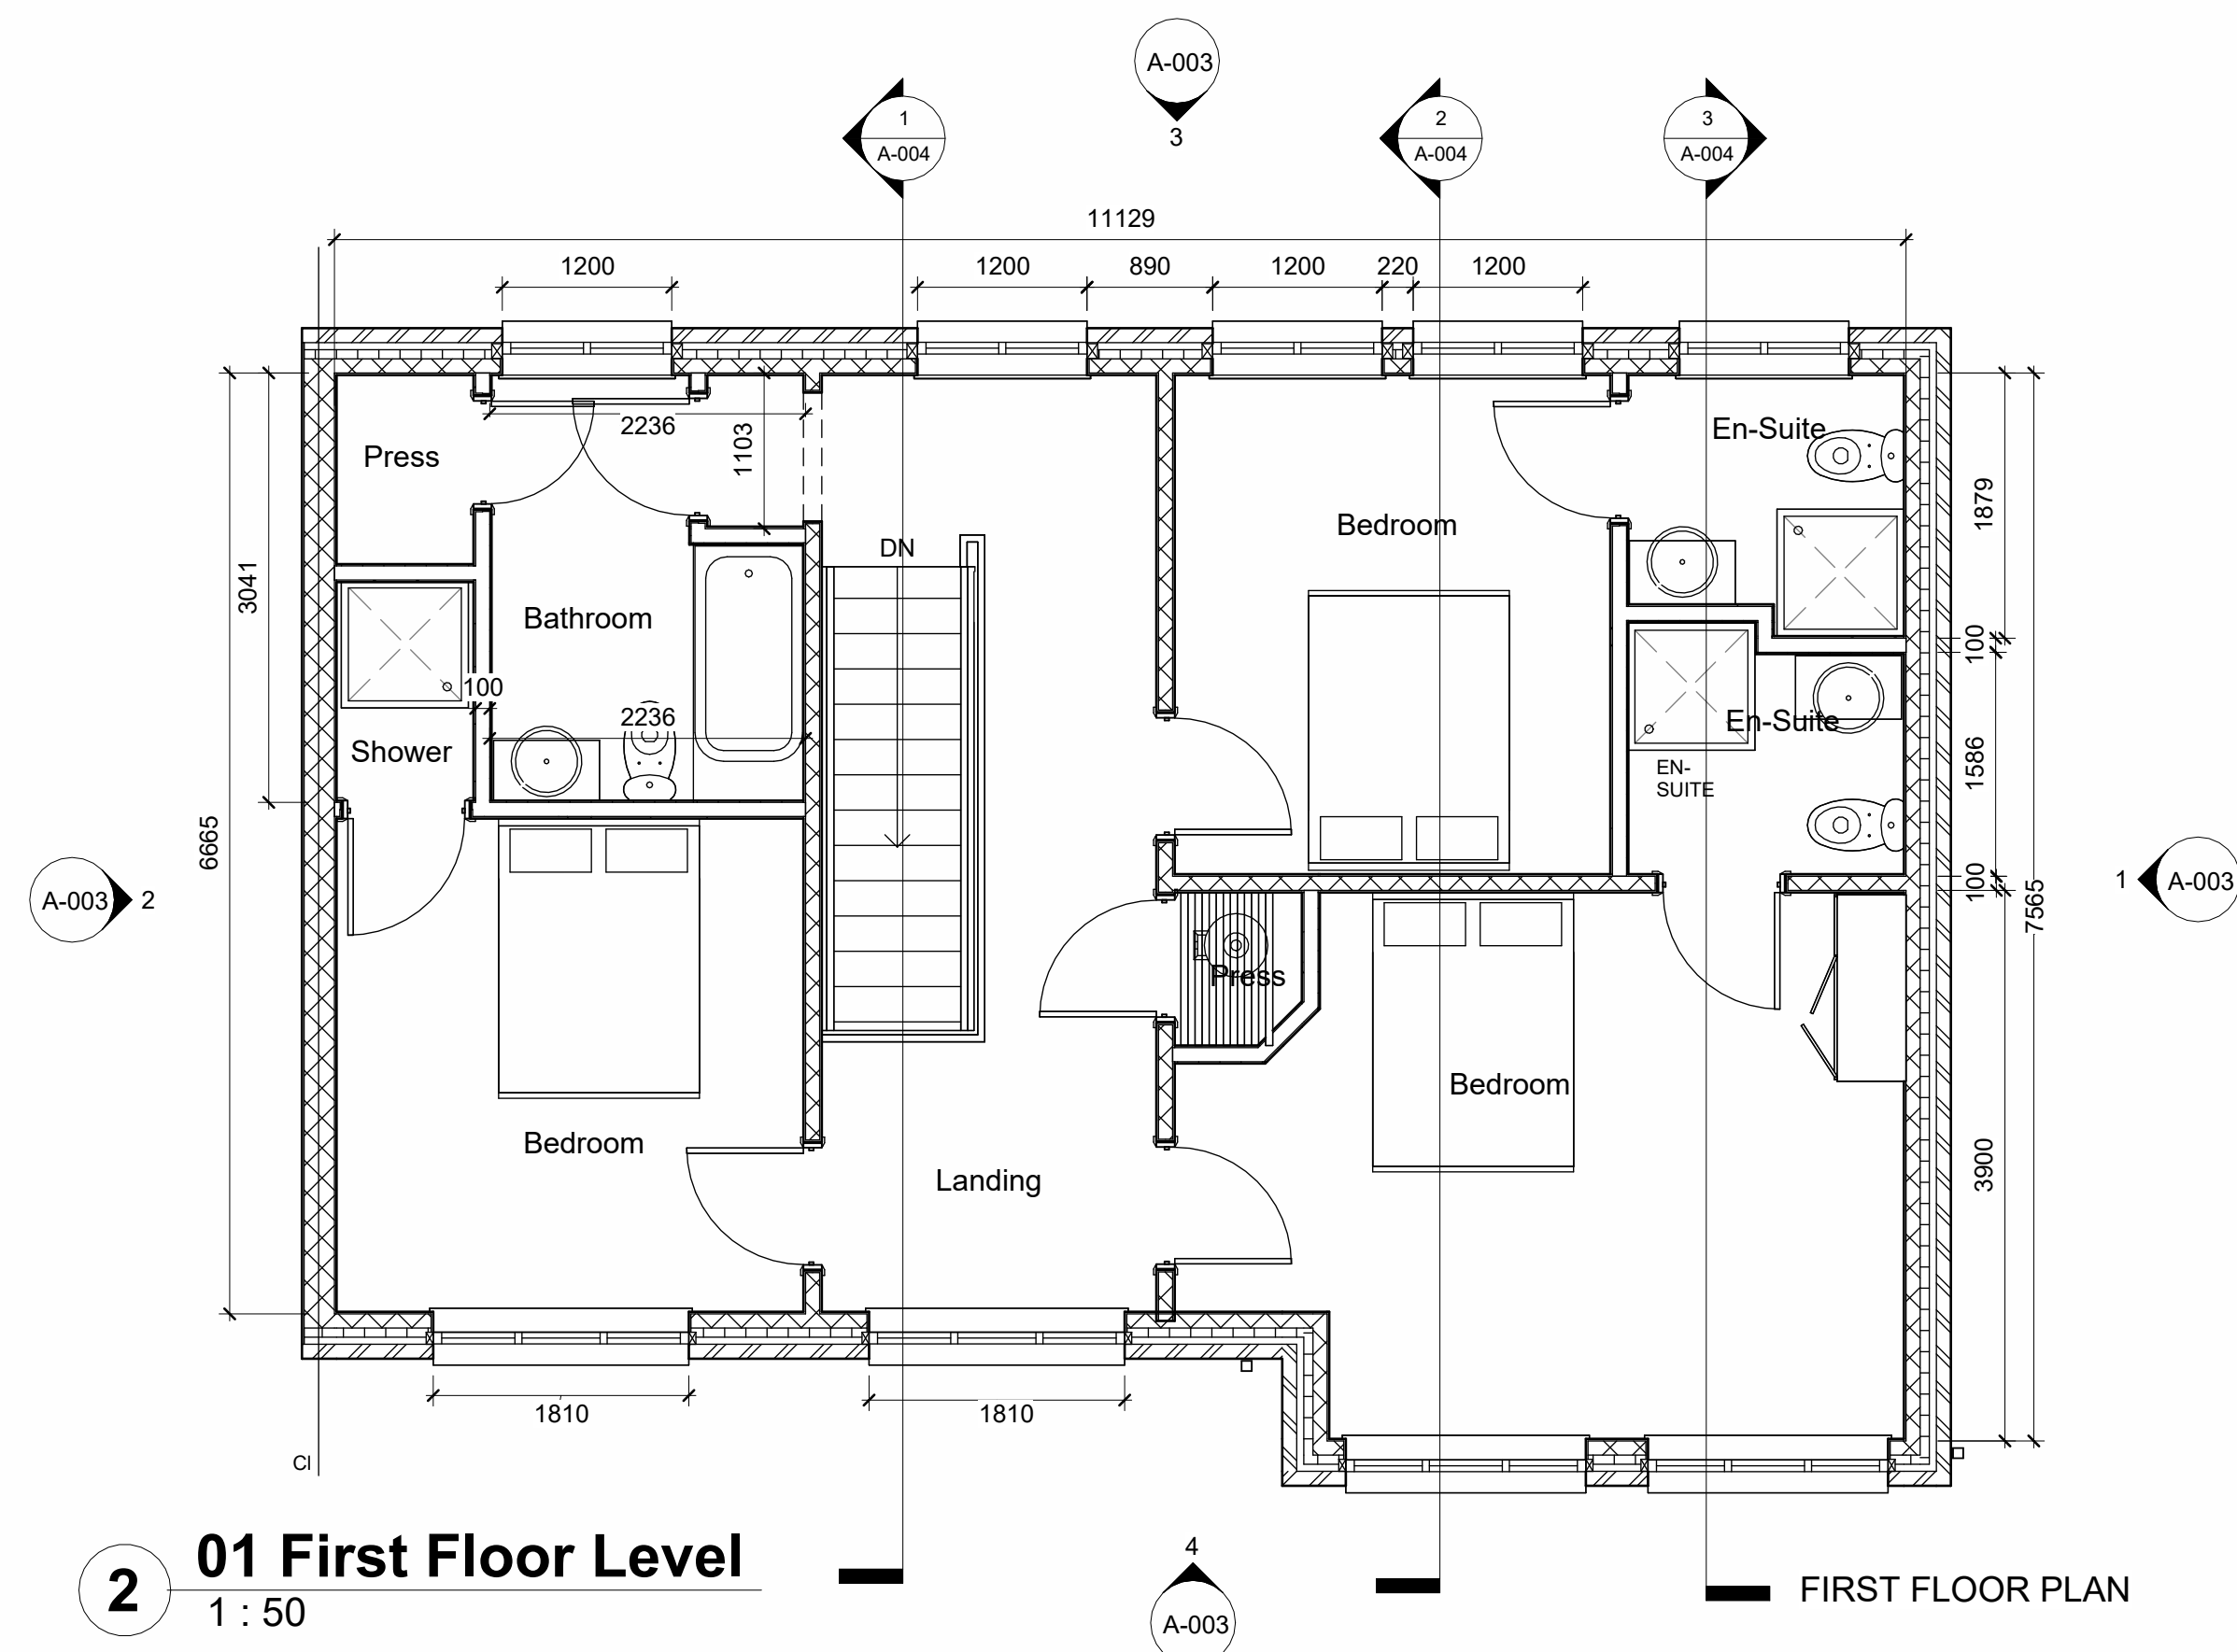 A-003
3
1
A-004
2
A-004
3
A-004
11129
1200
1200
890
1200
220
1200
2236
1103
Press
En-Suite
1879
Bedroom
DN
3041
Bathroom
100
100
2236
En-Suite
Shower
EN-
SUITE
1586
6665
A-003
2
100
7565
1
A-003
Press
Bedroom
Bedroom
Landing
3900
1810
1810
Cl
2
01 First Floor Level
1 : 50
4
A-003
FIRST FLOOR PLAN